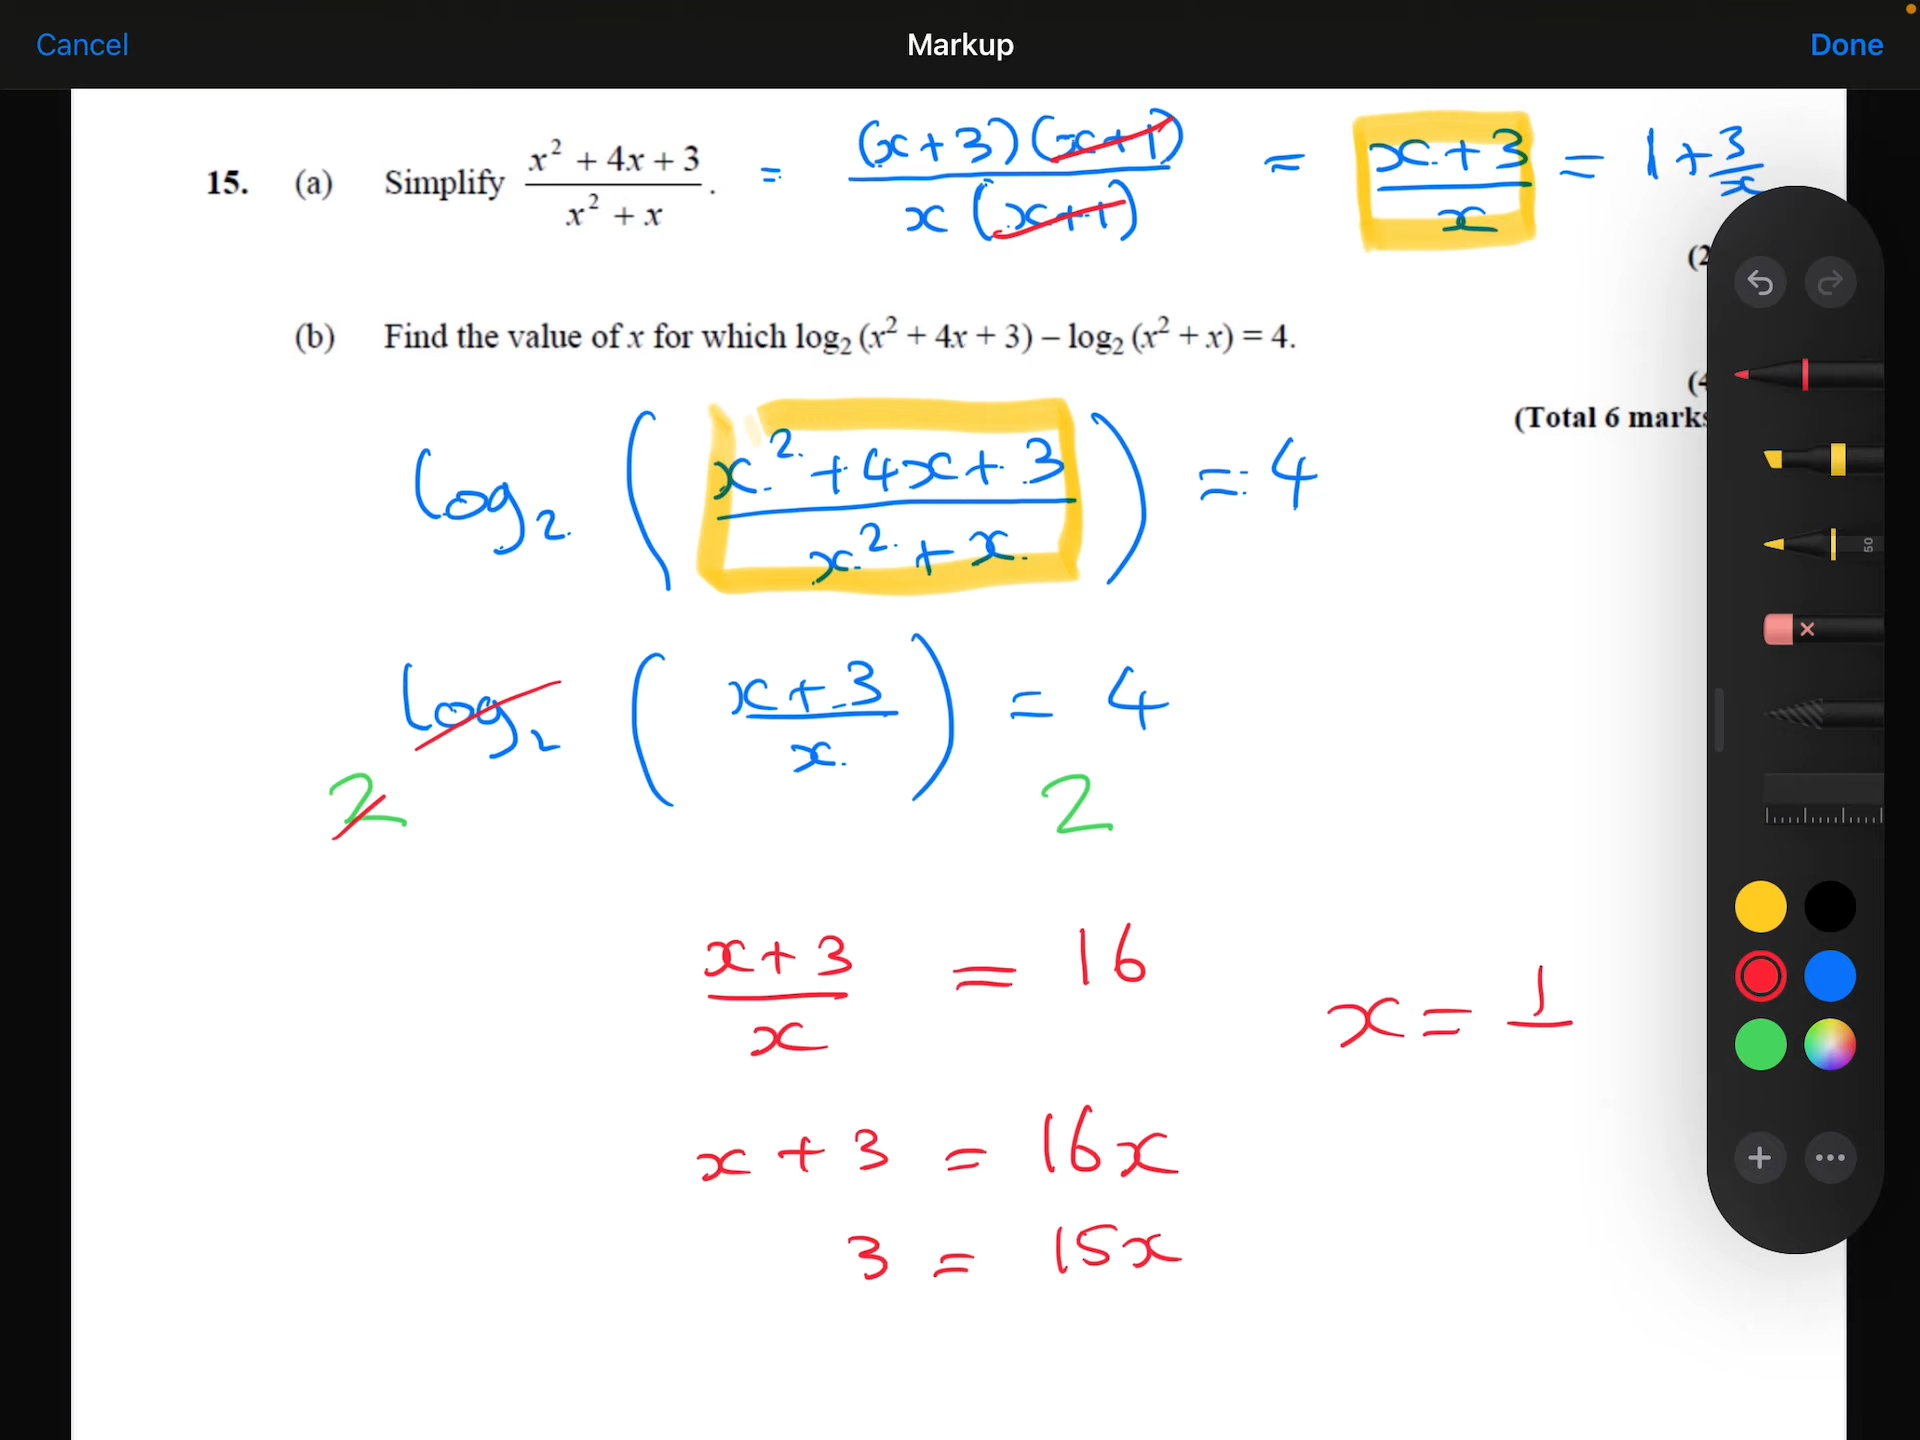 Cancel Markup Done
15. (a) Simplify (x² + 4x + 3)/(x² + x) . = (x+3)(x+1)/x(x+1) = (x+3)/x = 1 + 3/x
(2
(b) Find the value of x for which log₂ (x² + 4x + 3) – log₂ (x² + x) = 4.
(4
(Total 6 marks
log₂ ((x² + 4x + 3)/(x² + x)) = 4
log₂ ((x+3)/x) = 4
2 2
(x+3)/x = 16
x = 1
x + 3 = 16x
3 = 15x
50